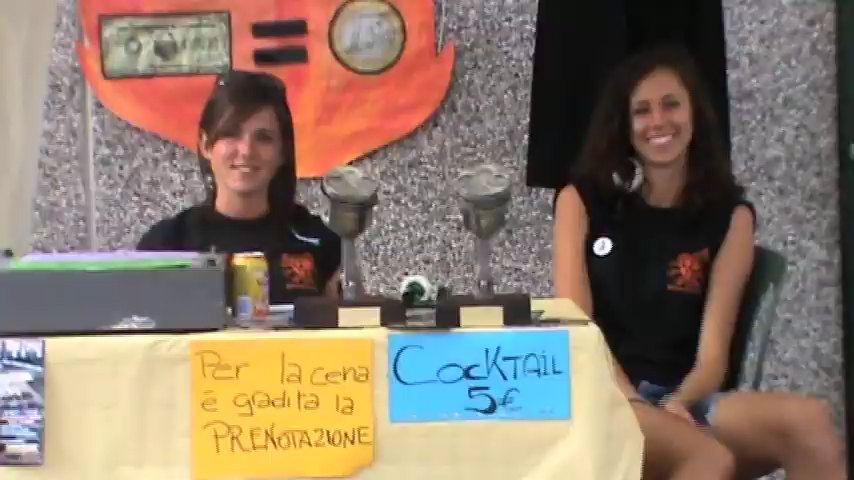 Per la cena
è gradita la
PRENOTAZIONE
COCKTAIL
5€